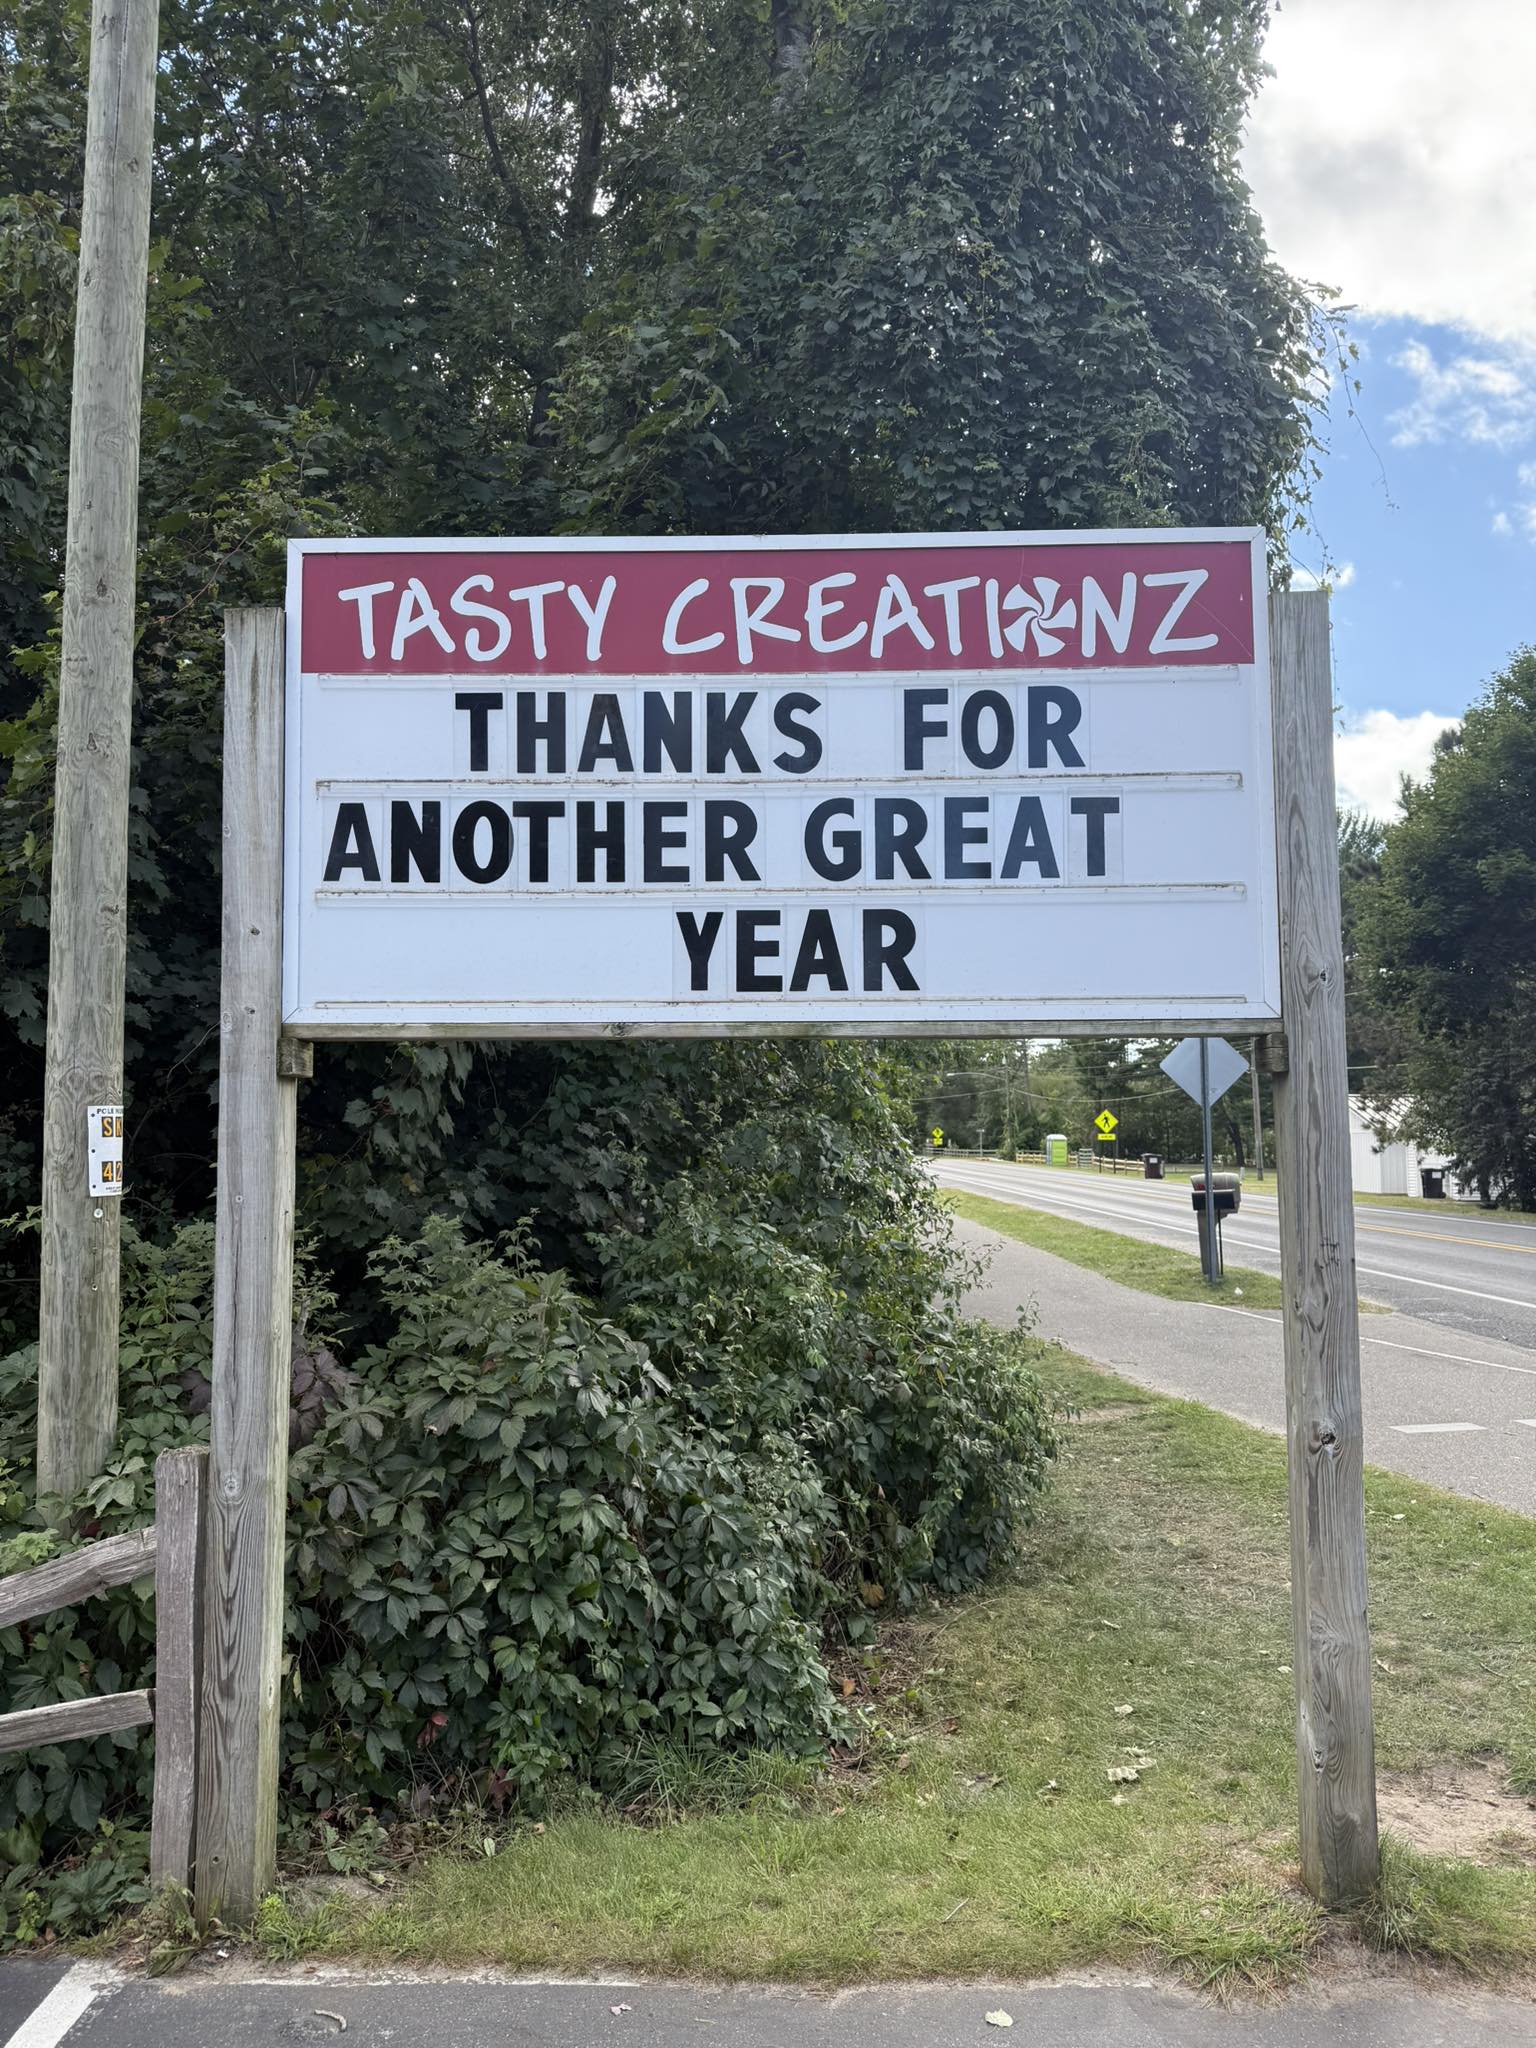 TASTY CREATIONZ
THANKS FOR
ANOTHER GREAT
YEAR